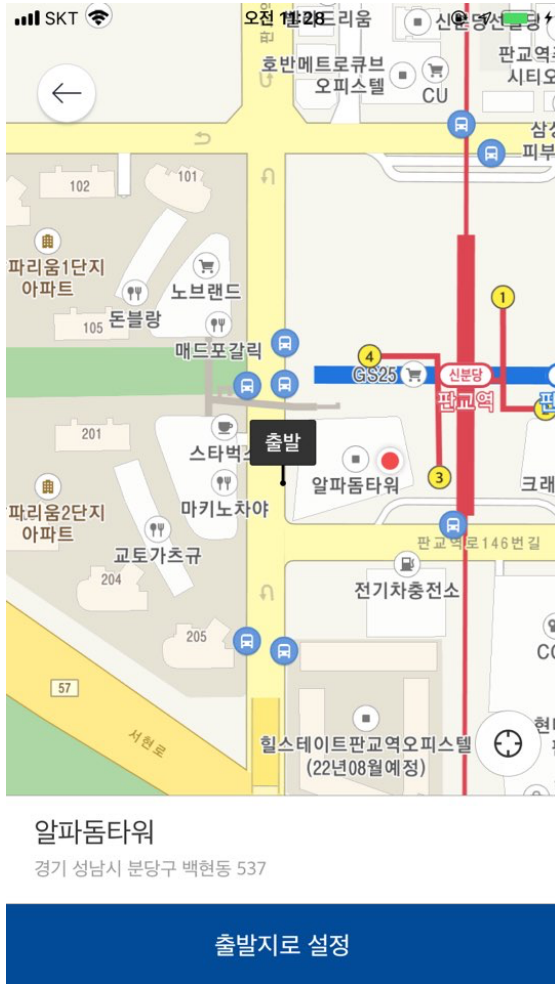 SKT
오전 11:28
호반메트로큐브
오피스텔
CU
판교역
시티오
삼성
피부
102
101
파리움1단지
아파트
노브랜드
돈블랑
105
매드포갈릭
1
4
GS25
신분당
판교역
판
201
스타벅스
출발
알파돔타워
3
크래
파리움2단지
아파트
마키노차야
교토가츠규
판교역로146번길
전기차충전소
204
205
57
서현로
힐스테이트판교역오피스텔
(22년08월예정)
알파돔타워
경기 성남시 분당구 백현동 537
출발지로 설정